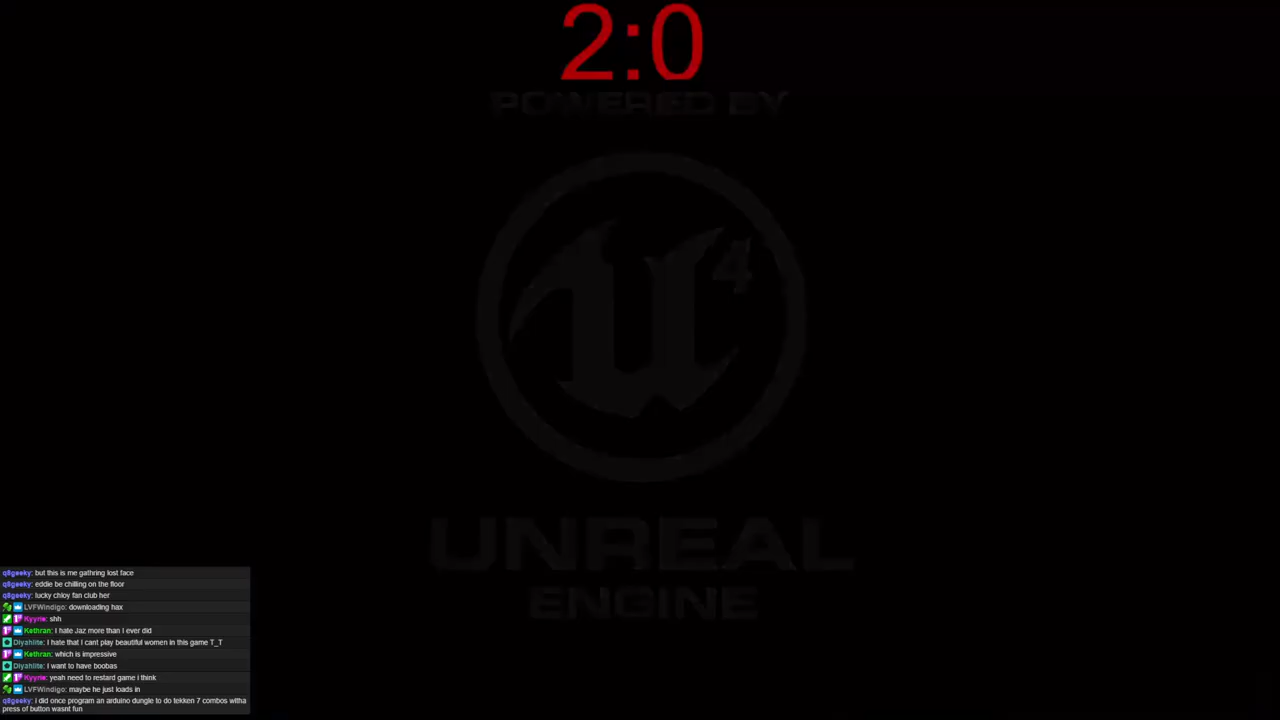 2:0
POWERED BY
U4
UNREAL
ENGINE
q8geeky: but this is me gathring lost face
q8geeky: eddie be chilling on the floor
q8geeky: lucky chloy fan club her
LVFWindigo: downloading hax
Kyyrie: shh
Kethran: I hate Jaz more than I ever did
Diyahlite: I hate that I cant play beautiful women in this game T_T
Kethran: which is impressive
Diyahlite: I want to have boobas
Kyyrie: yeah need to restard game i think
LVFWindigo: maybe he just loads in
q8geeky: I did once program an arduino dungle to do tekken 7 combos witha
press of button wasnt fun